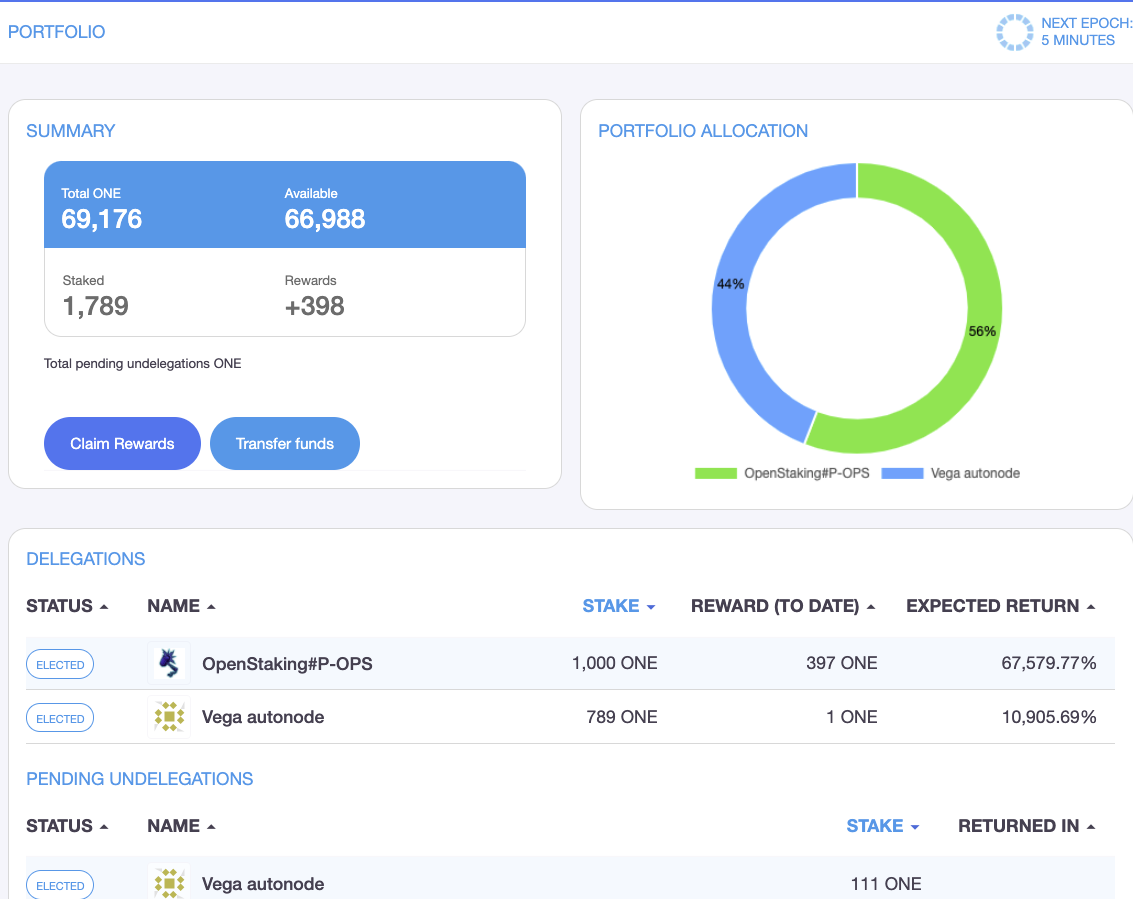 PORTFOLIO
NEXT EPOCH:
5 MINUTES
SUMMARY
Total ONE
Available
69,176
66,988
Staked
Rewards
1,789
+398
Total pending undelegations ONE
Claim Rewards
Transfer funds
PORTFOLIO ALLOCATION
44%
56%
OpenStaking#P-OPS
Vega autonode
DELEGATIONS
STATUS NAME STAKE REWARD (TO DATE) EXPECTED RETURN
ELECTED OpenStaking#P-OPS 1,000 ONE 397 ONE 67,579.77%
ELECTED Vega autonode 789 ONE 1 ONE 10,905.69%
PENDING UNDELEGATIONS
STATUS NAME STAKE RETURNED IN
ELECTED Vega autonode 111 ONE